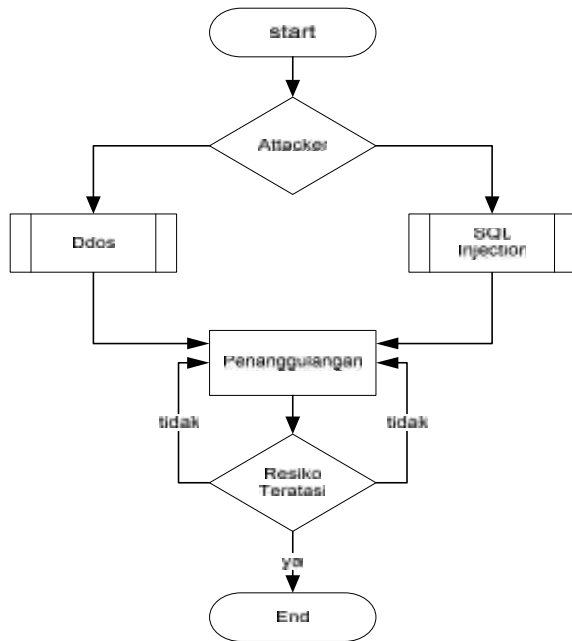 start
Attacker
Ddos
SQL
Injection
Penanggulangan
tidak
tidak
Resiko
Teratasi
ya
End